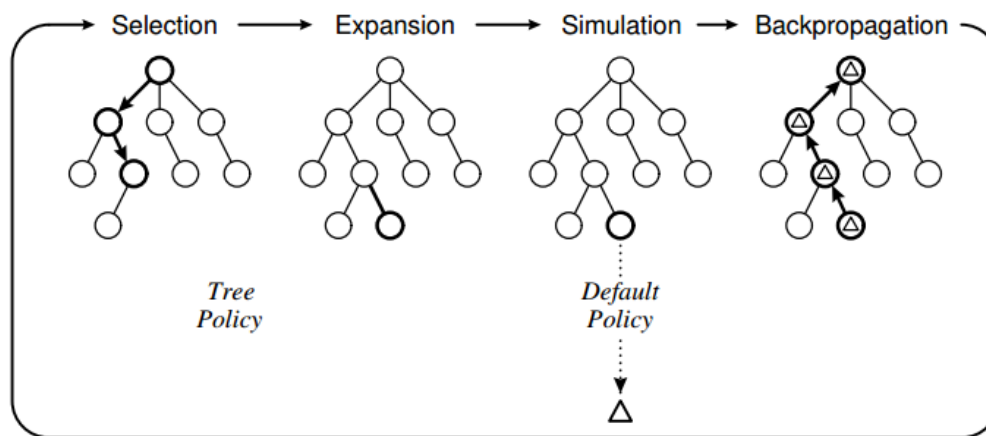 Selection Expansion Simulation Backpropagation
Tree
Policy
Default
Policy